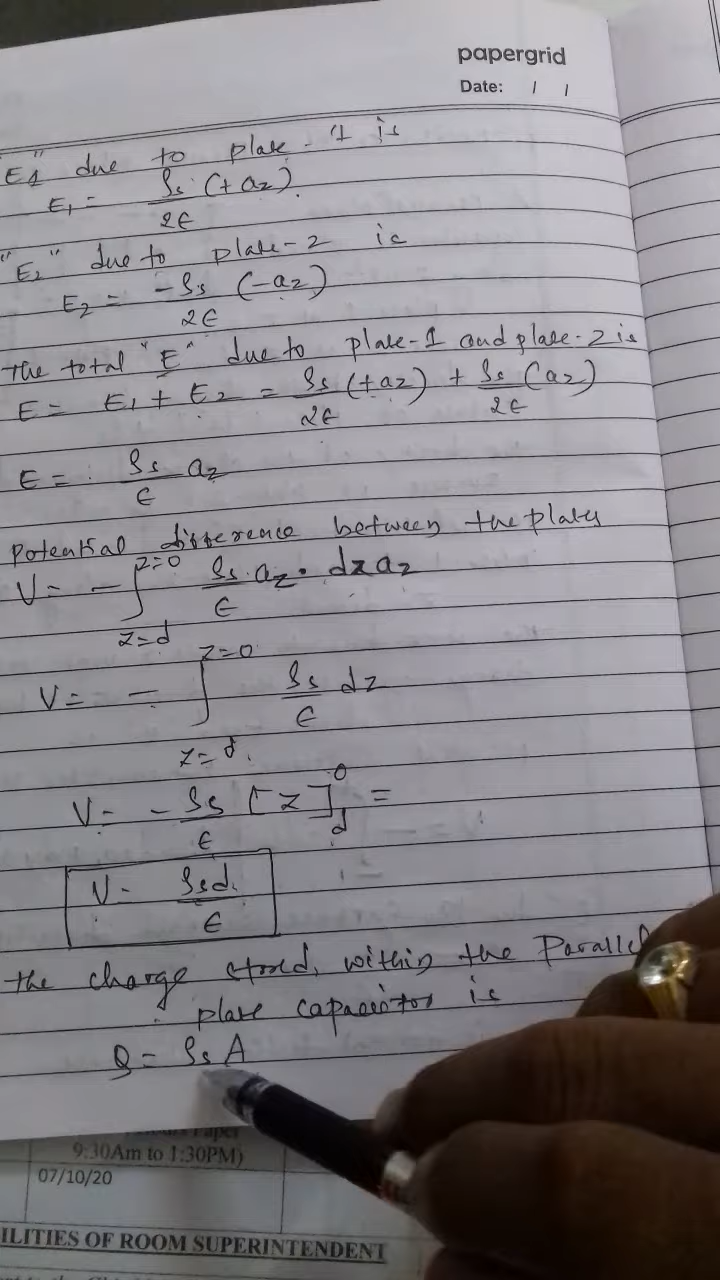 papergrid
Date: / /
"E1" due to plate-'1 is
E1 = ρs/2ϵ (+az).
"E2" due to plate-2 is
E2 = -ρs/2ϵ (-az)
The total "E" due to plate-1 and plate-2 is
E = E1 + E2 = ρs/2ϵ (+az) + ρs/2ϵ (az)
E = ρs/ϵ az
Potential difference between the plates
V = - ∫z=d z=0 ρs/ϵ . az . dz az
V = - ∫z=d. z=0 ρs/ϵ dz
V = - ρs/ϵ [z]d 0 =
V = ρsd./ϵ
the charge stored, within the Parallel
plate capacitor is
Q = ρs A
9:30Am to 1:30PM)
07/10/20
ILITIES OF ROOM SUPERINTENDENT